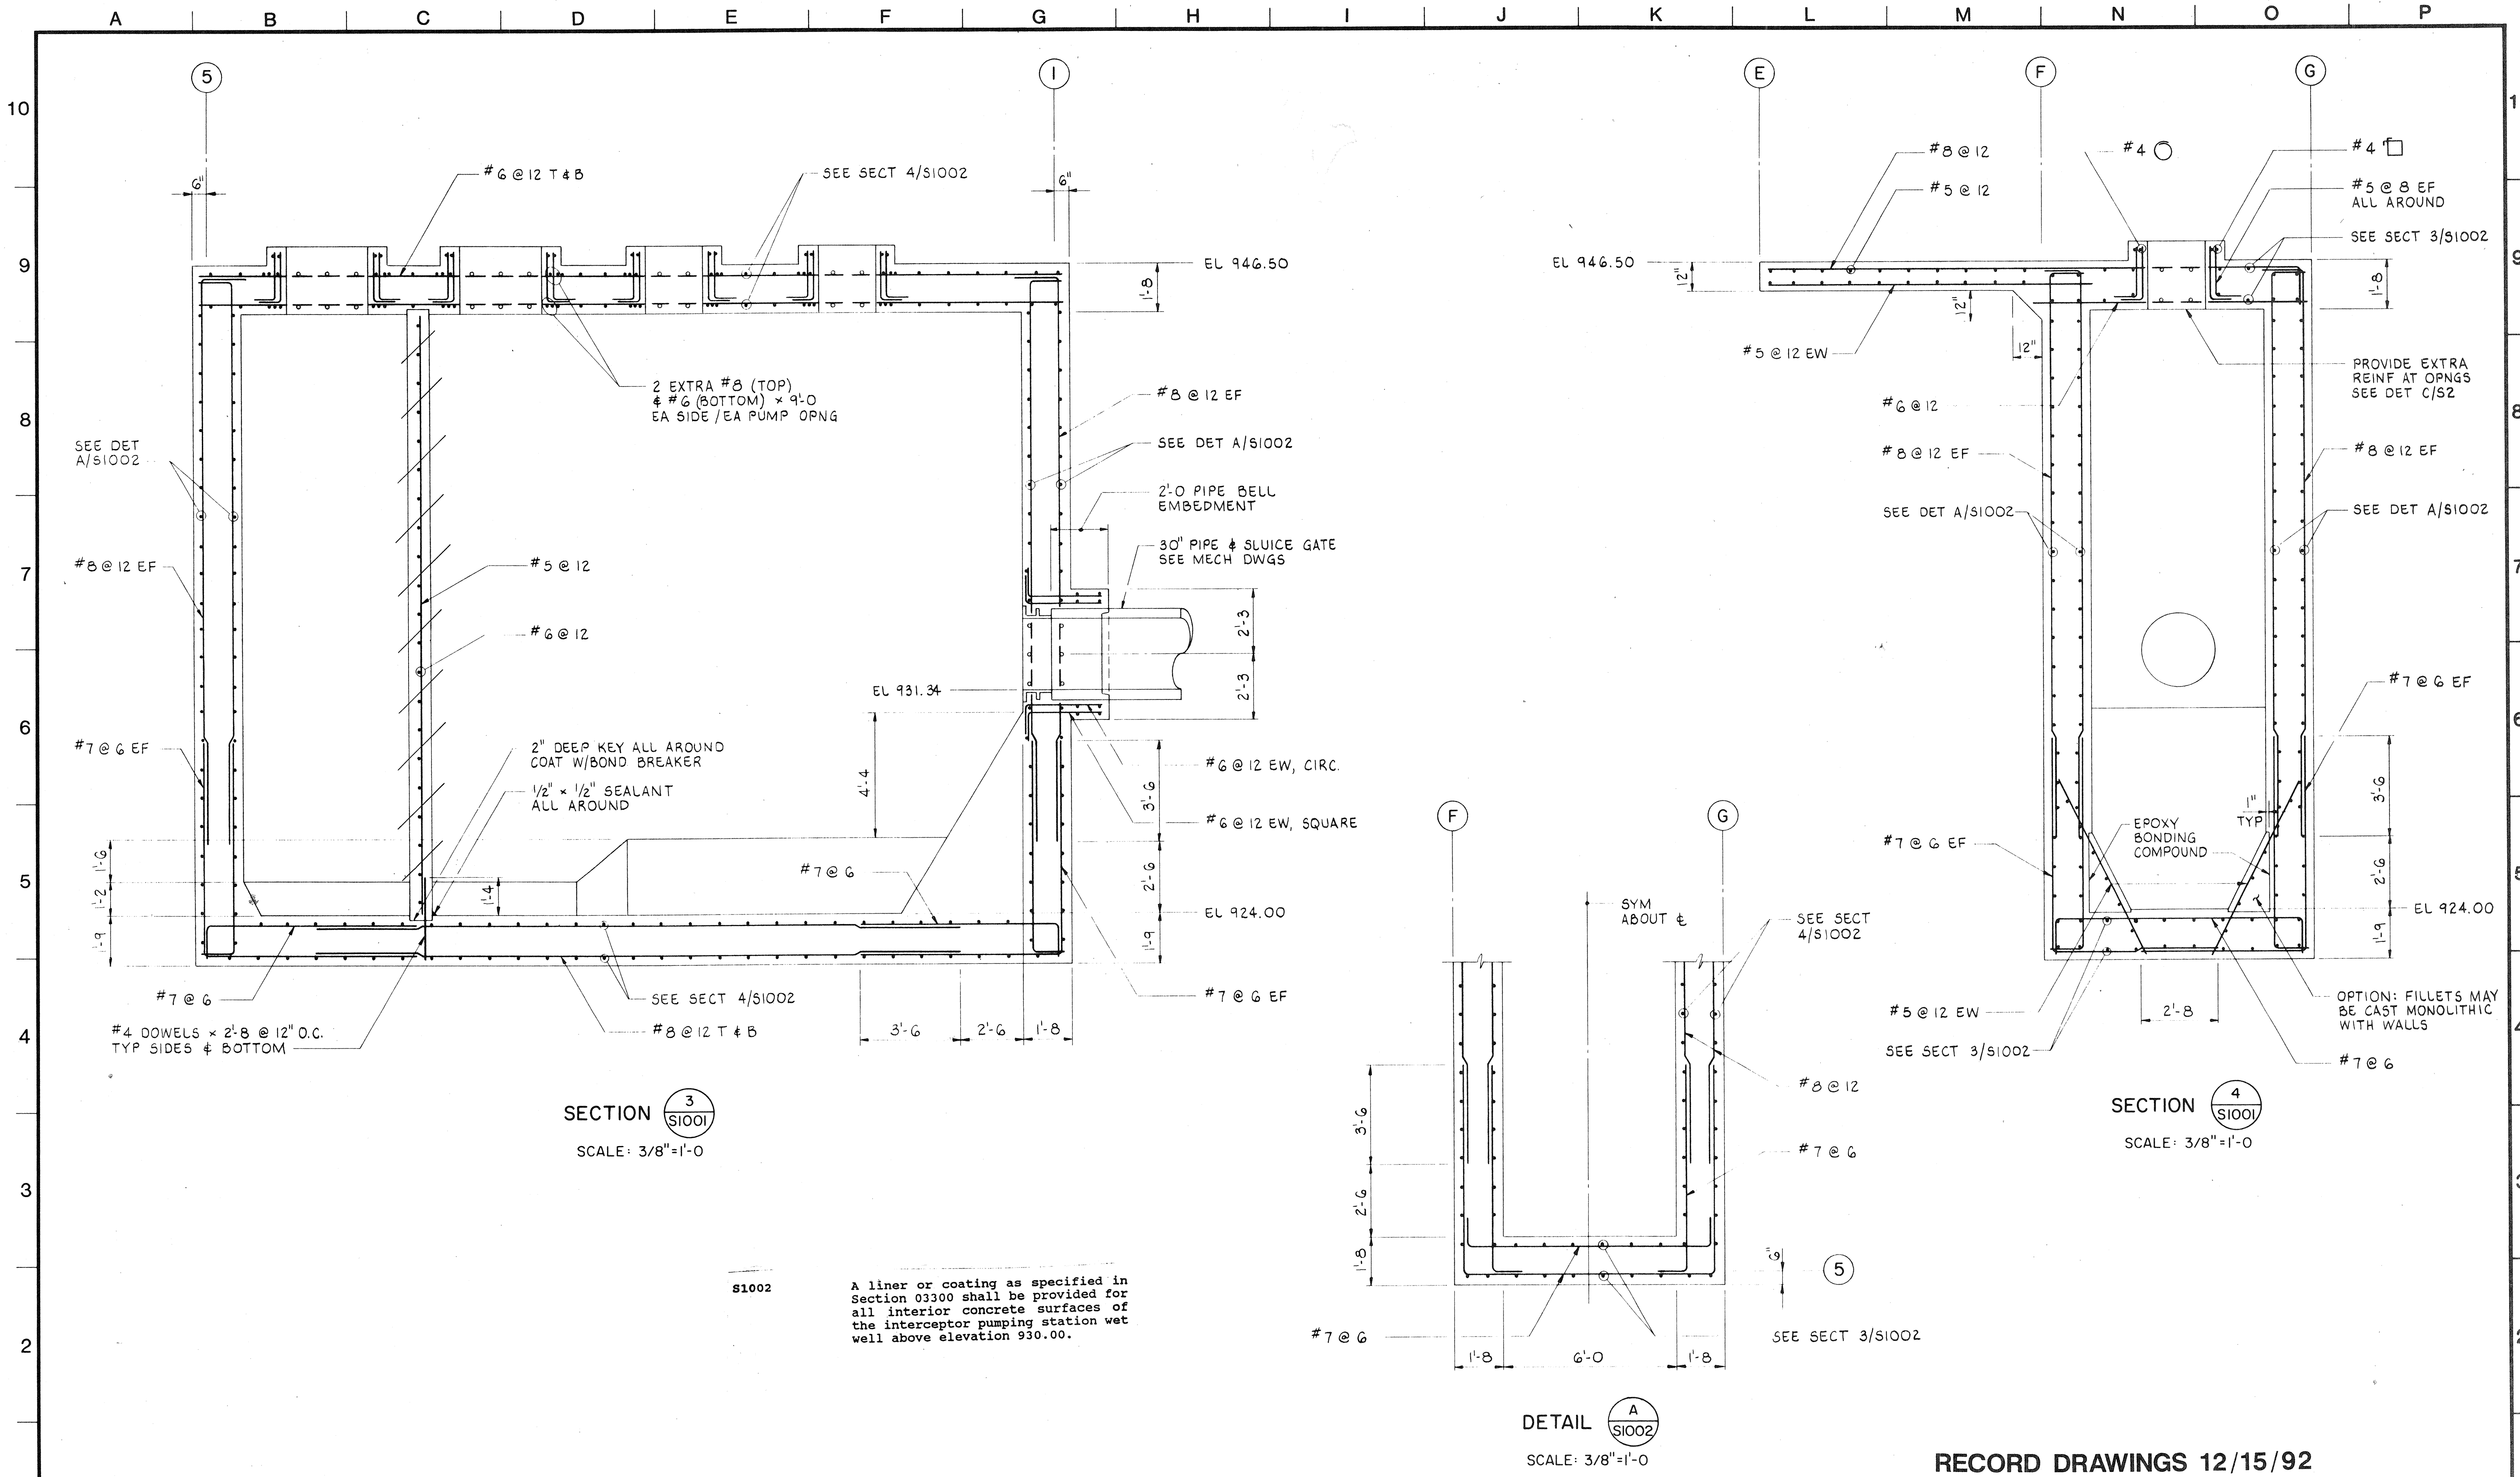 A B C D E F G H I J K L M N O P
10
9
8
7
6
5
4
3
2
5
I
6"
#6 @ 12 T & B
SEE SECT 4/S1002
6"
EL 946.50
1'-8
2 EXTRA #8 (TOP)
& #6 (BOTTOM) × 9'-0
EA SIDE / EA PUMP OPNG
#8 @ 12 EF
SEE DET A/S1002
2'-0 PIPE BELL
EMBEDMENT
30" PIPE & SLUICE GATE
SEE MECH DWGS
SEE DET
A/S1002
#8 @ 12 EF
#5 @ 12
#6 @ 12
2'-3
2'-3
EL 931.34
#7 @ 6 EF
2" DEEP KEY ALL AROUND
COAT W/BOND BREAKER
1/2" × 1/2" SEALANT
ALL AROUND
4'-4
#6 @ 12 EW, CIRC.
3'-6
#6 @ 12 EW, SQUARE
1'-6
1'-2
1'-9
1'-4
#7 @ 6
2'-6
EL 924.00
1'-9
#7 @ 6
SEE SECT 4/S1002
#7 @ 6 EF
#4 DOWELS × 2'-8 @ 12" O.C.
TYP SIDES & BOTTOM
#8 @ 12 T & B
3'-6
2'-6
1'-8
SECTION 3
S1001
SCALE: 3/8"=1'-0
S1002
A liner or coating as specified in
Section 03300 shall be provided for
all interior concrete surfaces of
the interceptor pumping station wet
well above elevation 930.00.
E
F
G
#8 @ 12
#5 @ 12
#4
#4
#5 @ 8 EF
ALL AROUND
SEE SECT 3/S1002
EL 946.50
12"
1'-8
12"
#5 @ 12 EW
12"
PROVIDE EXTRA
REINF AT OPNGS
SEE DET C/S2
#6 @ 12
#8 @ 12 EF
#8 @ 12 EF
SEE DET A/S1002
SEE DET A/S1002
#7 @ 6 EF
3'-6
1"
TYP
EPOXY
BONDING
COMPOUND
#7 @ 6 EF
2'-6
EL 924.00
1'-9
#5 @ 12 EW
2'-8
OPTION: FILLETS MAY
BE CAST MONOLITHIC
WITH WALLS
SEE SECT 3/S1002
#7 @ 6
SECTION 4
S1001
SCALE: 3/8"=1'-0
F
G
SYM
ABOUT ℄
SEE SECT
4/S1002
#8 @ 12
3'-6
#7 @ 6
2'-6
1'-8
6"
5
#7 @ 6
SEE SECT 3/S1002
1'-8
6'-0
1'-8
DETAIL A
S1002
SCALE: 3/8"=1'-0
RECORD DRAWINGS 12/15/92